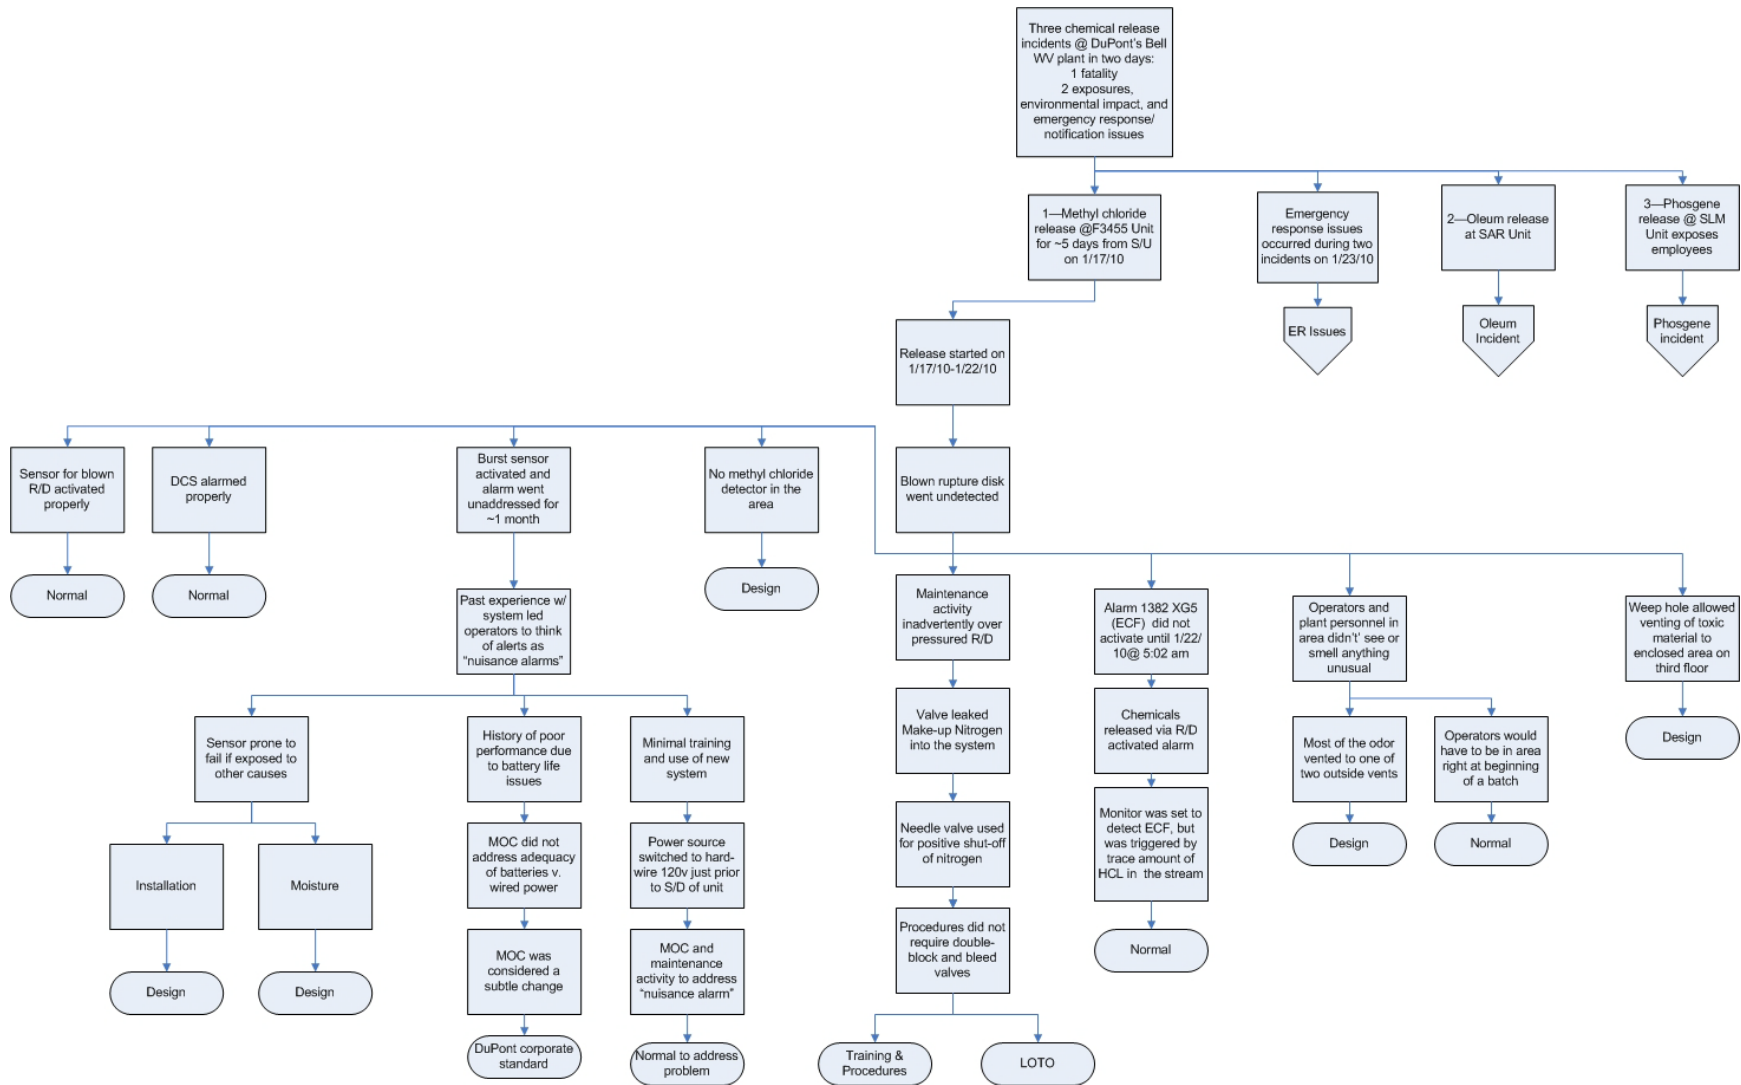 Three chemical release
incidents @ DuPont's Bell
WV plant in two days:
1 fatality
2 exposures,
environmental impact, and
emergency response/
notification issues
1—Methyl chloride
release @F3455 Unit
for ~5 days from S/U
on 1/17/10
Emergency
response issues
occurred during two
incidents on 1/23/10
2—Oleum release
at SAR Unit
3—Phosgene
release @ SLM
Unit exposes
employees
ER Issues
Oleum
Incident
Phosgene
incident
Release started on
1/17/10-1/22/10
Sensor for blown
R/D activated
properly
DCS alarmed
properly
Burst sensor
activated and
alarm went
unaddressed for
~1 month
No methyl chloride
detector in the
area
Blown rupture disk
went undetected
Normal
Normal
Design
Past experience w/
system led
operators to think
of alerts as
“nuisance alarms”
Maintenance
activity
inadvertently over
pressured R/D
Alarm 1382 XG5
(ECF)  did not
activate until 1/22/
10@ 5:02 am
Operators and
plant personnel in
area didn't' see or
smell anything
unusual
Weep hole allowed
venting of toxic
material to
enclosed area on
third floor
Sensor prone to
fail if exposed to
other causes
History of poor
performance due
to battery life
issues
Minimal training
and use of new
system
Valve leaked
Make-up Nitrogen
into the system
Chemicals
released via R/D
activated alarm
Most of the odor
vented to one of
two outside vents
Operators would
have to be in area
right at beginning
of a batch
Design
Installation
Moisture
MOC did not
address adequacy
of batteries v.
wired power
Power source
switched to hard-
wire 120v just prior
to S/D of unit
Needle valve used
for positive shut-off
of nitrogen
Monitor was set to
detect ECF, but
was triggered by
trace amount of
HCL in  the stream
Design
Normal
Design
Design
MOC was
considered a
subtle change
MOC and
maintenance
activity to address
“nuisance alarm”
Procedures did not
require double-
block and bleed
valves
Normal
DuPont corporate
standard
Normal to address
problem
Training &
Procedures
LOTO